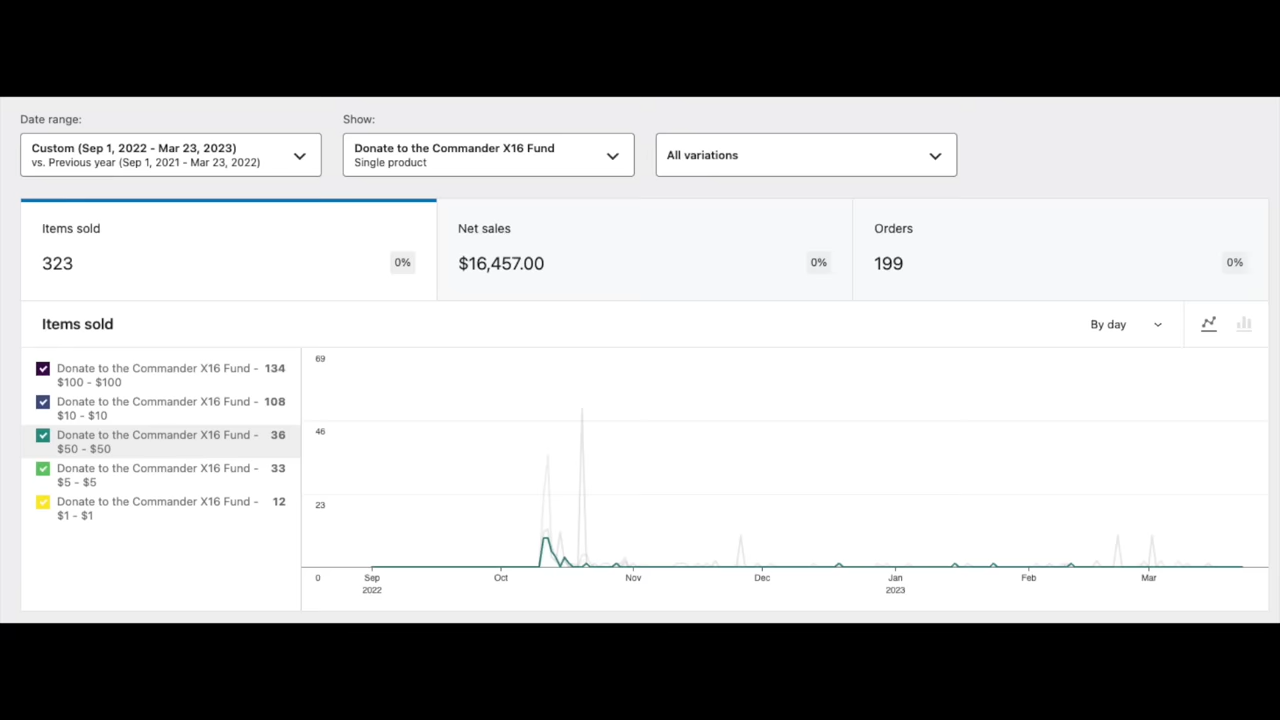 Date range:
Show:
Custom (Sep 1, 2022 - Mar 23, 2023)
vs. Previous year (Sep 1, 2021 - Mar 23, 2022)
Donate to the Commander X16 Fund
Single product
All variations
Items sold
323
0%
Net sales
$16,457.00
0%
Orders
199
0%
Items sold
By day
Donate to the Commander X16 Fund - 134
$100 - $100
Donate to the Commander X16 Fund - 108
$10 - $10
Donate to the Commander X16 Fund - 36
$50 - $50
Donate to the Commander X16 Fund - 33
$5 - $5
Donate to the Commander X16 Fund - 12
$1 - $1
69
46
23
0
Sep Oct Nov Dec Jan Feb Mar
2022 2023